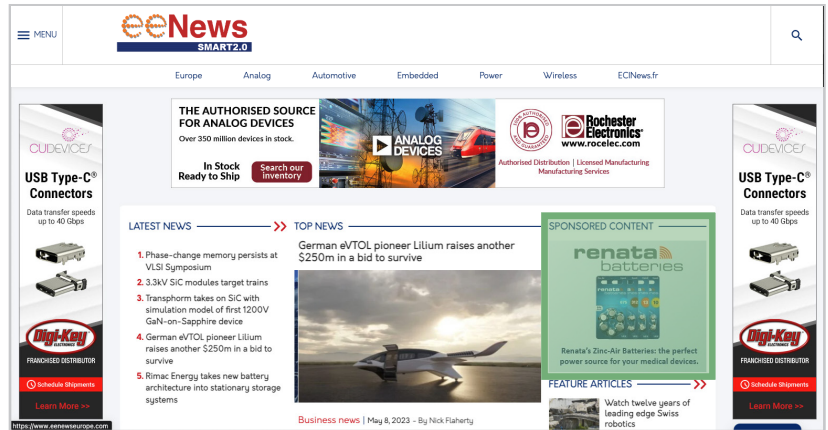 MENU
eeNews
SMART2.0
Europe
Analog
Automotive
Embedded
Power
Wireless
ECINews.fr
CUDEVICES
USB Type-C®
Connectors
Data transfer speeds
up to 40 Gbps
Digi-Key
ELECTRONICS
FRANCHISED DISTRIBUTOR
Schedule Shipments
Learn More >>
THE AUTHORISED SOURCE
FOR ANALOG DEVICES
Over 350 million devices in stock.
In Stock
Ready to Ship
Search our
inventory
ANALOG
DEVICES
100% AUTHORISED
AND GUARANTEED
Rochester
Electronics
www.rocelec.com
Authorised Distribution | Licensed Manufacturing
Manufacturing Services
LATEST NEWS
1. Phase-change memory persists at
VLSI Symposium
2. 3.3kV SiC modules target trains
3. Transphorm takes on SiC with
simulation model of first 1200V
GaN-on-Sapphire device
4. German eVTOL pioneer Lilium
raises another $250m in a bid to
survive
5. Rimac Energy takes new battery
architecture into stationary storage
systems
TOP NEWS
German eVTOL pioneer Lilium raises another
$250m in a bid to survive
Business news | May 8, 2023 - By Nick Flaherty
SPONSORED CONTENT
renata
batteries
renata
Renata's Zinc-Air Batteries: the perfect
power source for your medical devices.
FEATURE ARTICLES
Watch twelve years of
leading edge Swiss
robotics
CUDEVICES
USB Type-C®
Connectors
Data transfer speeds
up to 40 Gbps
Digi-Key
ELECTRONICS
FRANCHISED DISTRIBUTOR
Schedule Shipments
Learn More >>
https://www.eenewseurope.com